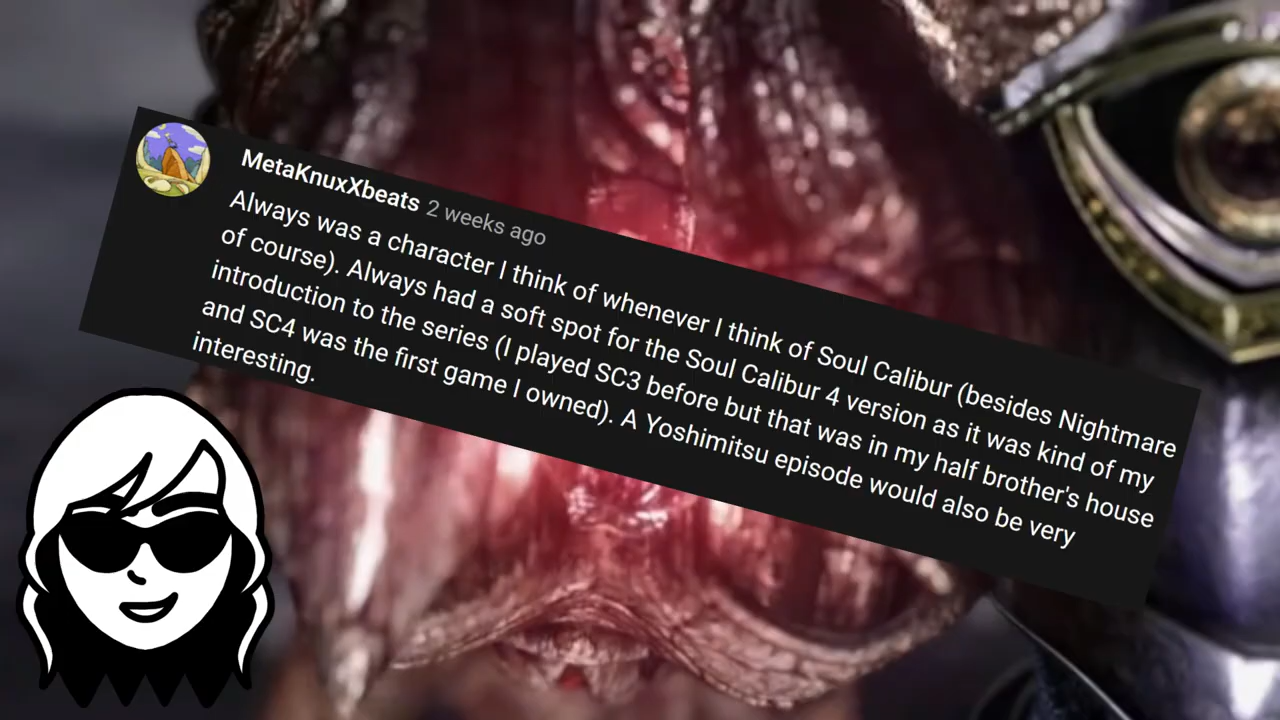 MetaKnuxXbeats 2 weeks ago
Always was a character I think of whenever I think of Soul Calibur (besides Nightmare
of course). Always had a soft spot for the Soul Calibur 4 version as it was kind of my
introduction to the series (I played SC3 before but that was in my half brother's house
and SC4 was the first game I owned). A Yoshimitsu episode would also be very
interesting.